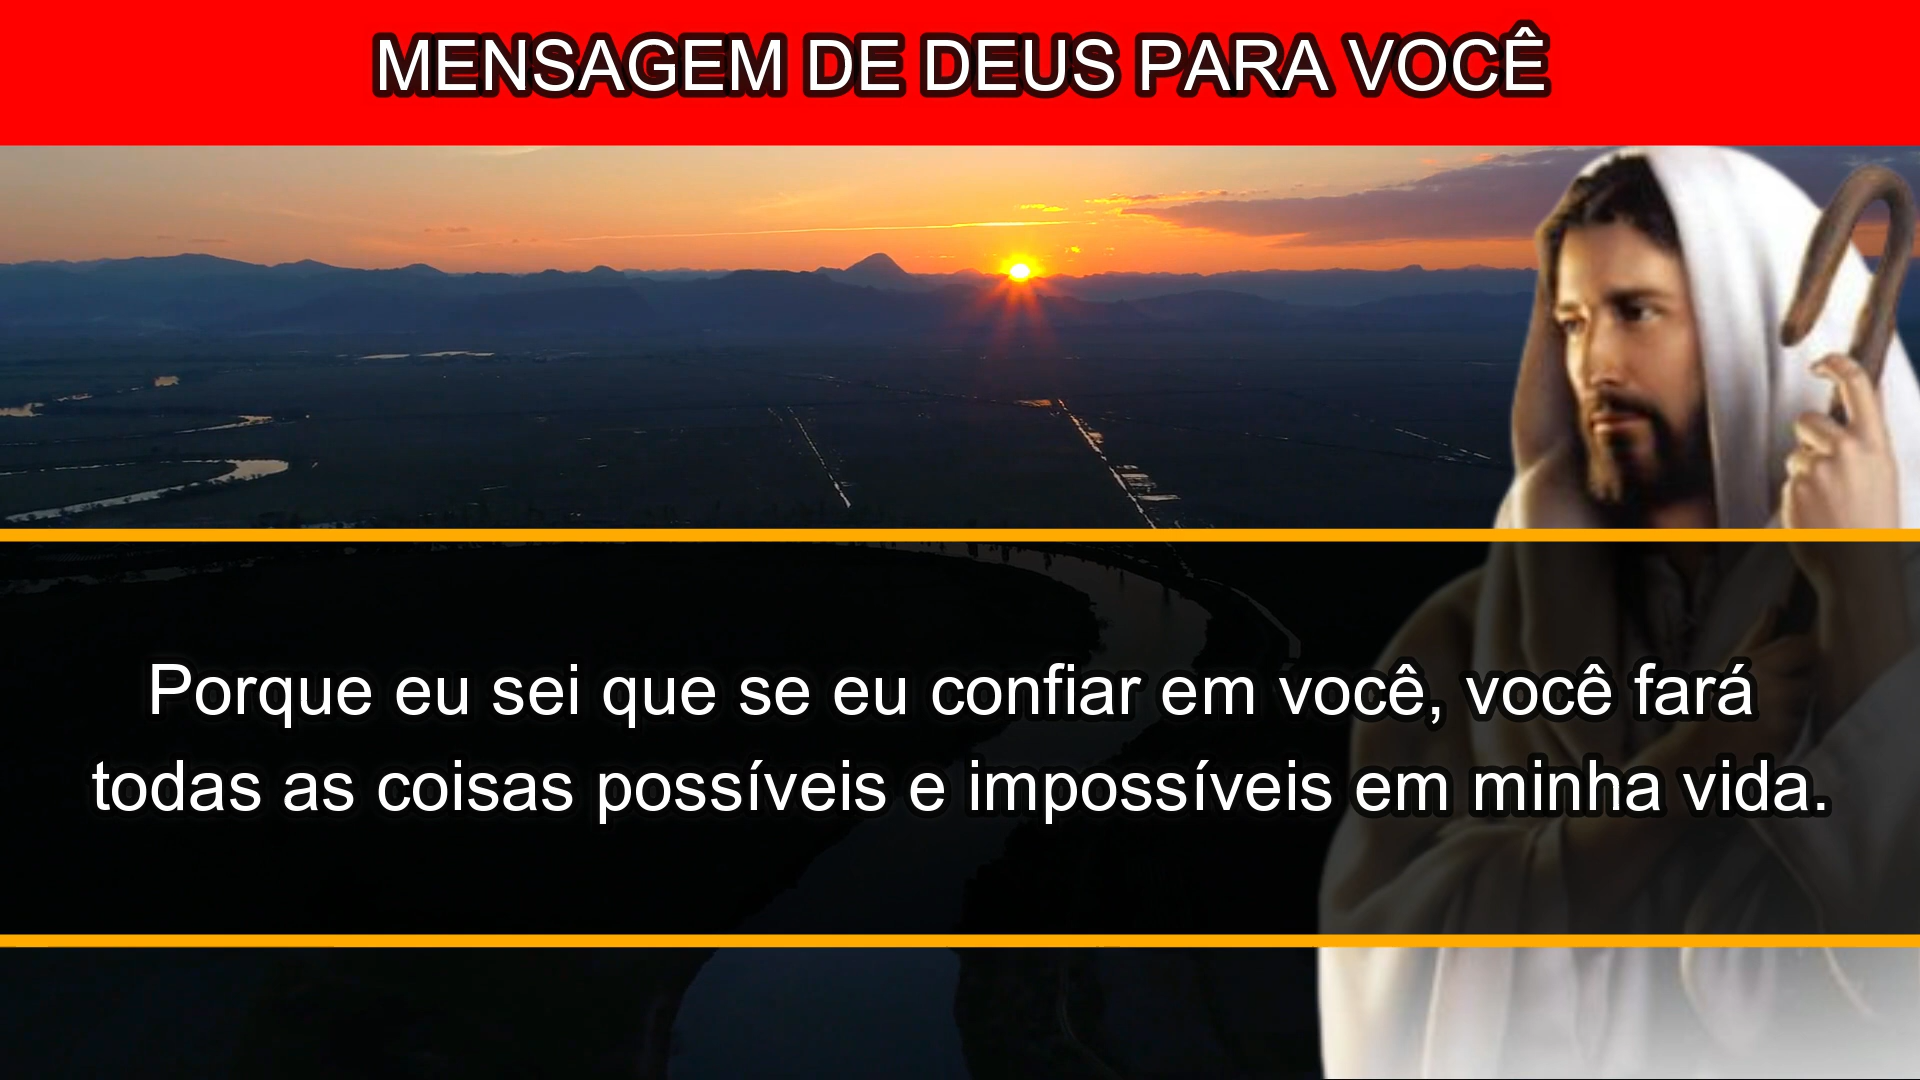 MENSAGEM DE DEUS PARA VOCÊ
Porque eu sei que se eu confiar em você, você fará
todas as coisas possíveis e impossíveis em minha vida.